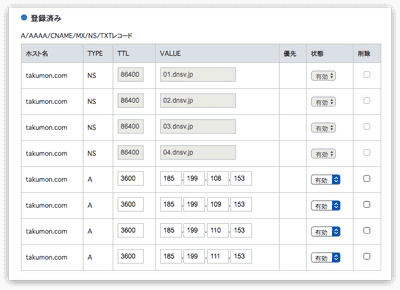 登録済み
A/AAAA/CNAME/MX/NS/TXTレコード
ホスト名 TYPE TTL VALUE 優先 状態 削除
takumon.com NS 86400 01.dnsv.jp 有効
takumon.com NS 86400 02.dnsv.jp 有効
takumon.com NS 86400 03.dnsv.jp 有効
takumon.com NS 86400 04.dnsv.jp 有効
takumon.com A 3600 185 . 199 . 108 . 153 有効
takumon.com A 3600 185 . 199 . 109 . 153 有効
takumon.com A 3600 185 . 199 . 110 . 153 有効
takumon.com A 3600 185 . 199 . 111 . 153 有効